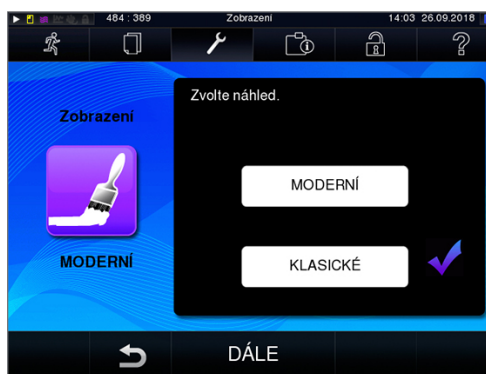 484 : 389 Zobrazení 14:03 26.09.2018
Zvolte náhled.
Zobrazení
MODERNÍ
MODERNÍ
KLASICKÉ
DÁLE